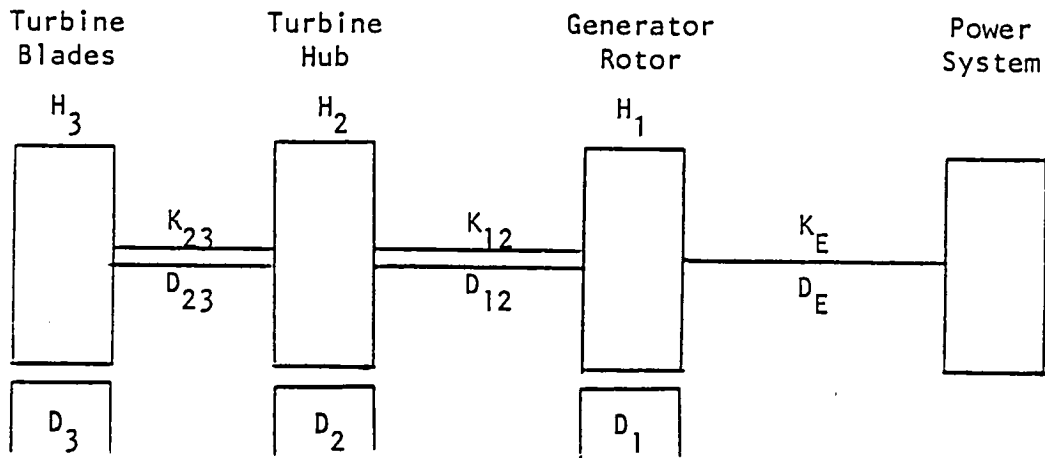 Turbine
Blades
Turbine
Hub
Generator
Rotor
Power
System
H3
H2
H1
K23
D23
K12
D12
KE
DE
D3
D2
D1